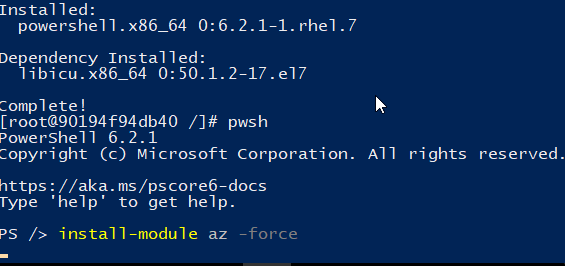 Installed:
powershell.x86_64 0:6.2.1-1.rhel.7
Dependency Installed:
libicu.x86_64 0:50.1.2-17.el7
Complete!
[root@90194f94db40 /]# pwsh
PowerShell 6.2.1
Copyright (c) Microsoft Corporation. All rights reserved.
https://aka.ms/pscore6-docs
Type 'help' to get help.
PS /> install-module az -force